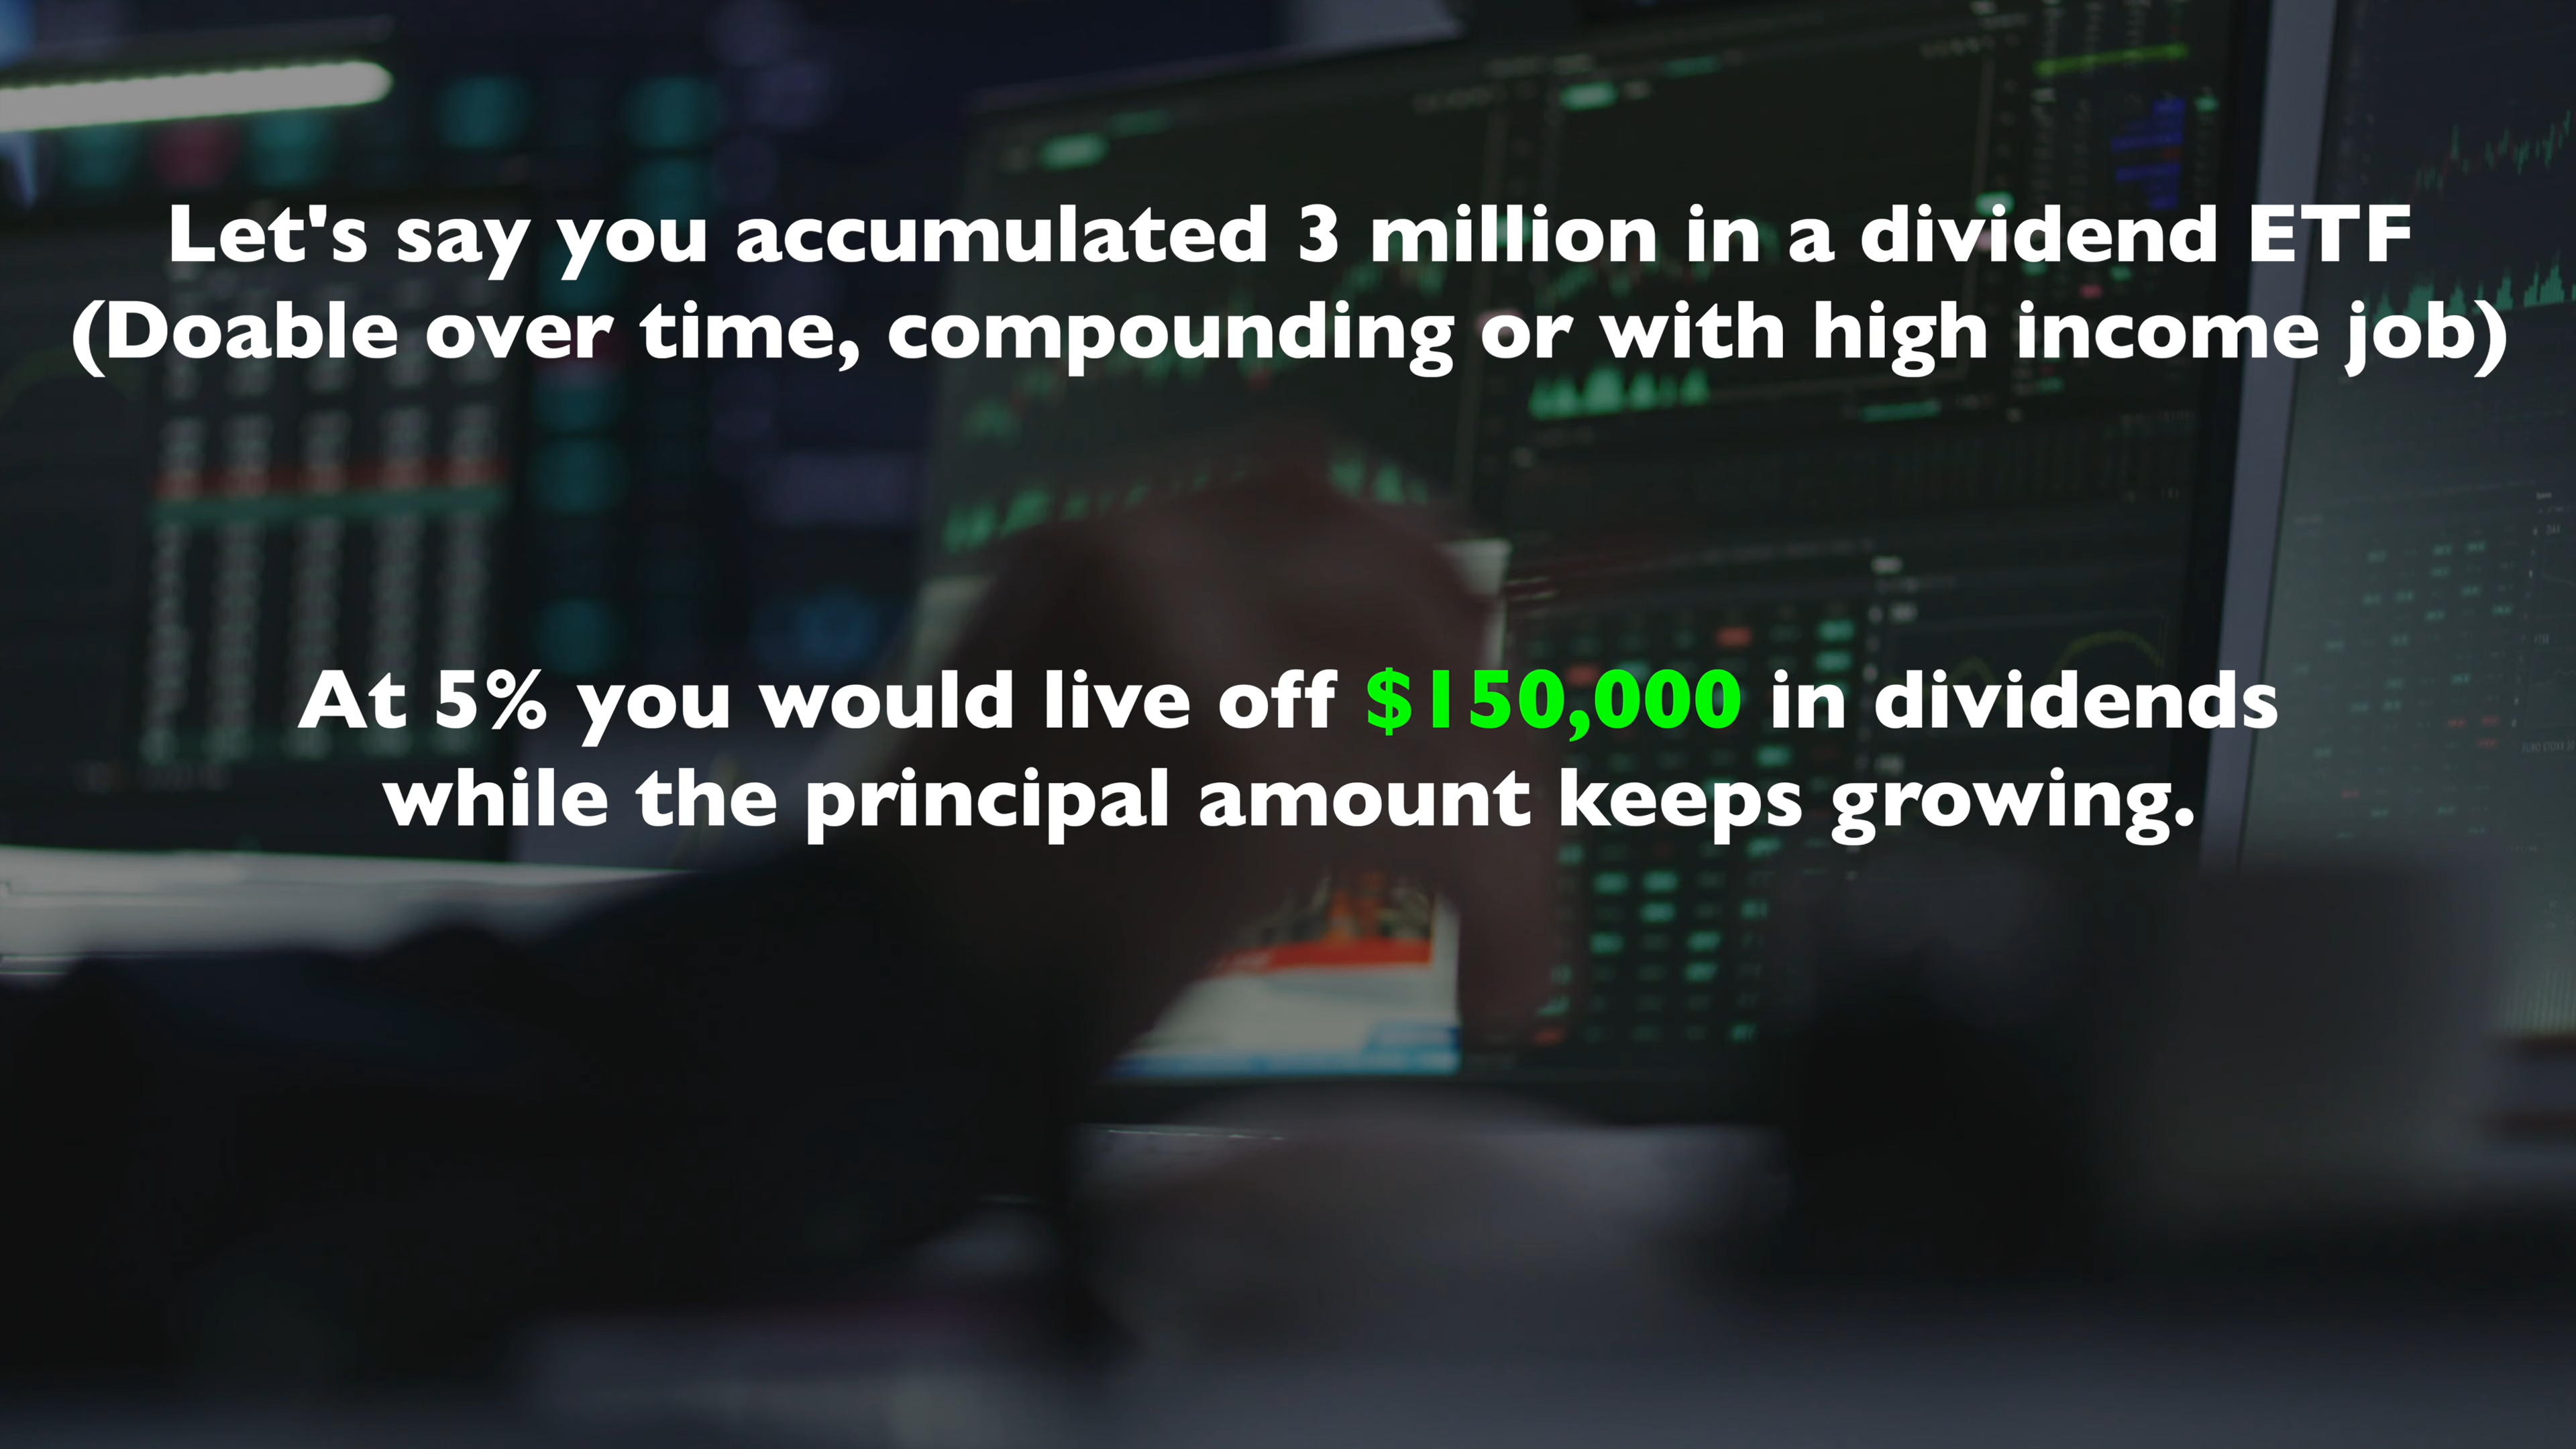 Let's say you accumulated 3 million in a dividend ETF
(Doable over time, compounding or with high income job)
At 5% you would live off $150,000 in dividends
while the principal amount keeps growing.